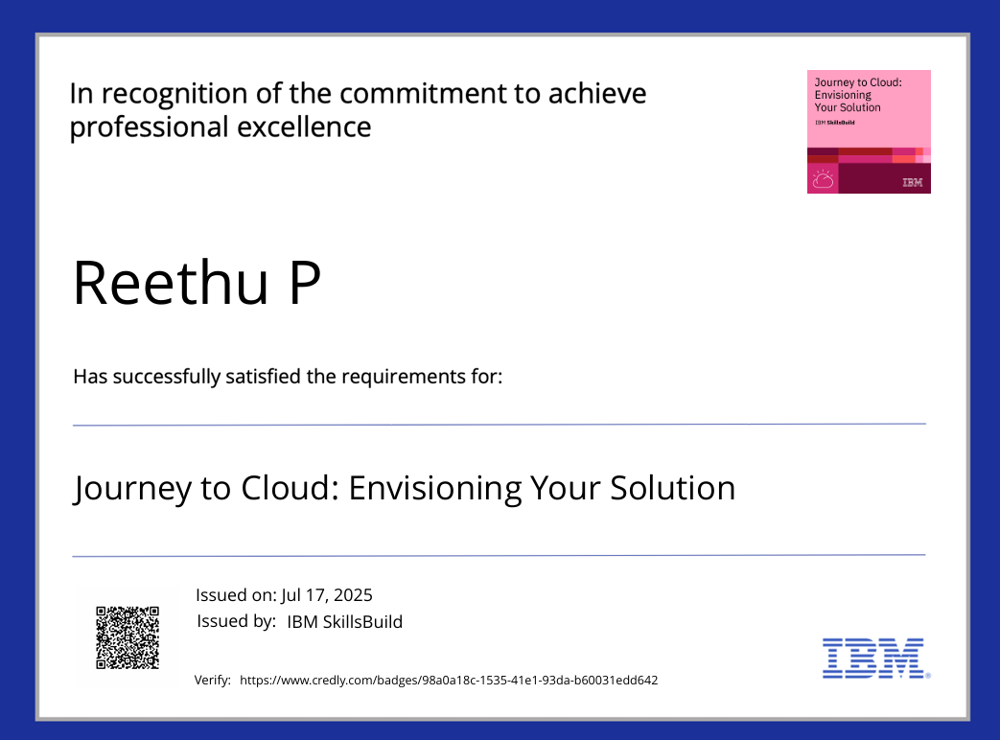 In recognition of the commitment to achieve
professional excellence
Journey to Cloud:
Envisioning
Your Solution
IBM SkillsBuild
IBM
Reethu P
Has successfully satisfied the requirements for:
Journey to Cloud: Envisioning Your Solution
Issued on: Jul 17, 2025
Issued by: IBM SkillsBuild
Verify: https://www.credly.com/badges/98a0a18c-1535-41e1-93da-b60031edd642
IBM®